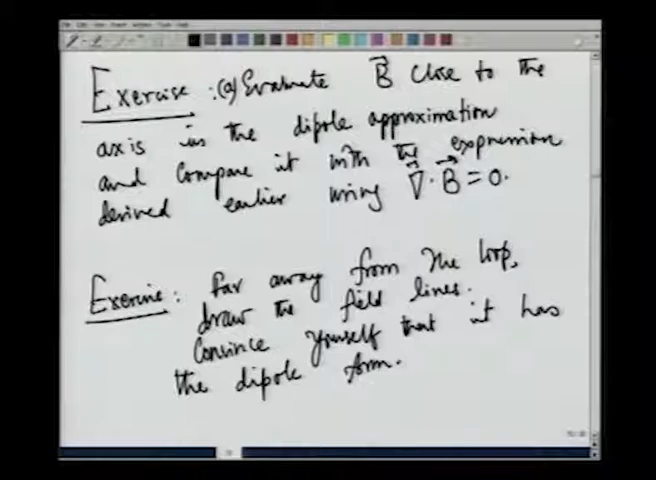 Exercise : (a) Evaluate B⃗ close to the
axis in the dipole approximation
and compare it with the expression
derived earlier using ∇⃗·B⃗ = 0.
Exercise : Far away from the loop,
draw the field lines.
Convince yourself that it has
the dipole form.